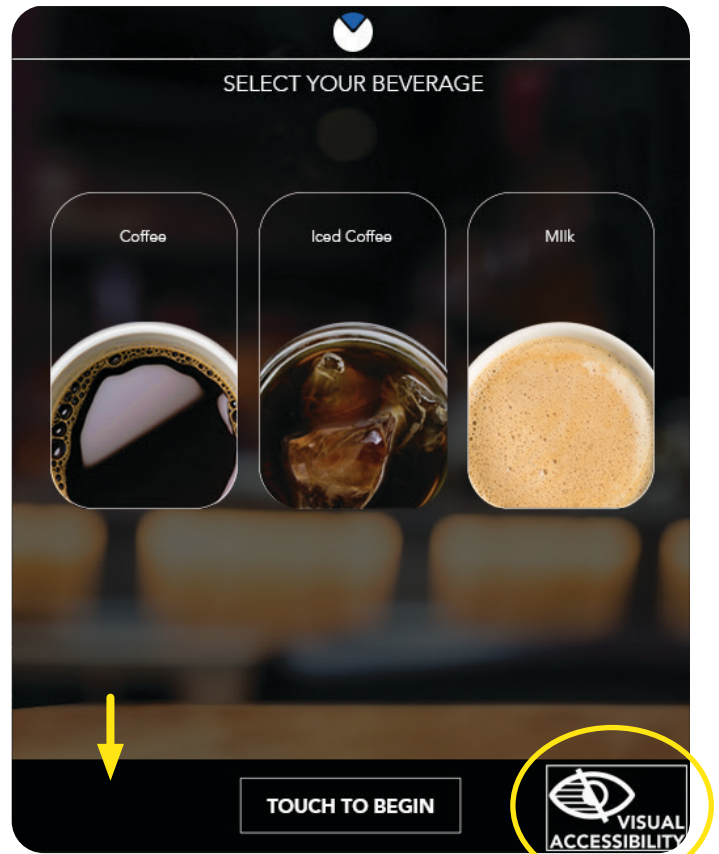 SELECT YOUR BEVERAGE
Coffee
Iced Coffee
MIlk
TOUCH TO BEGIN
VISUAL
ACCESSIBILITY